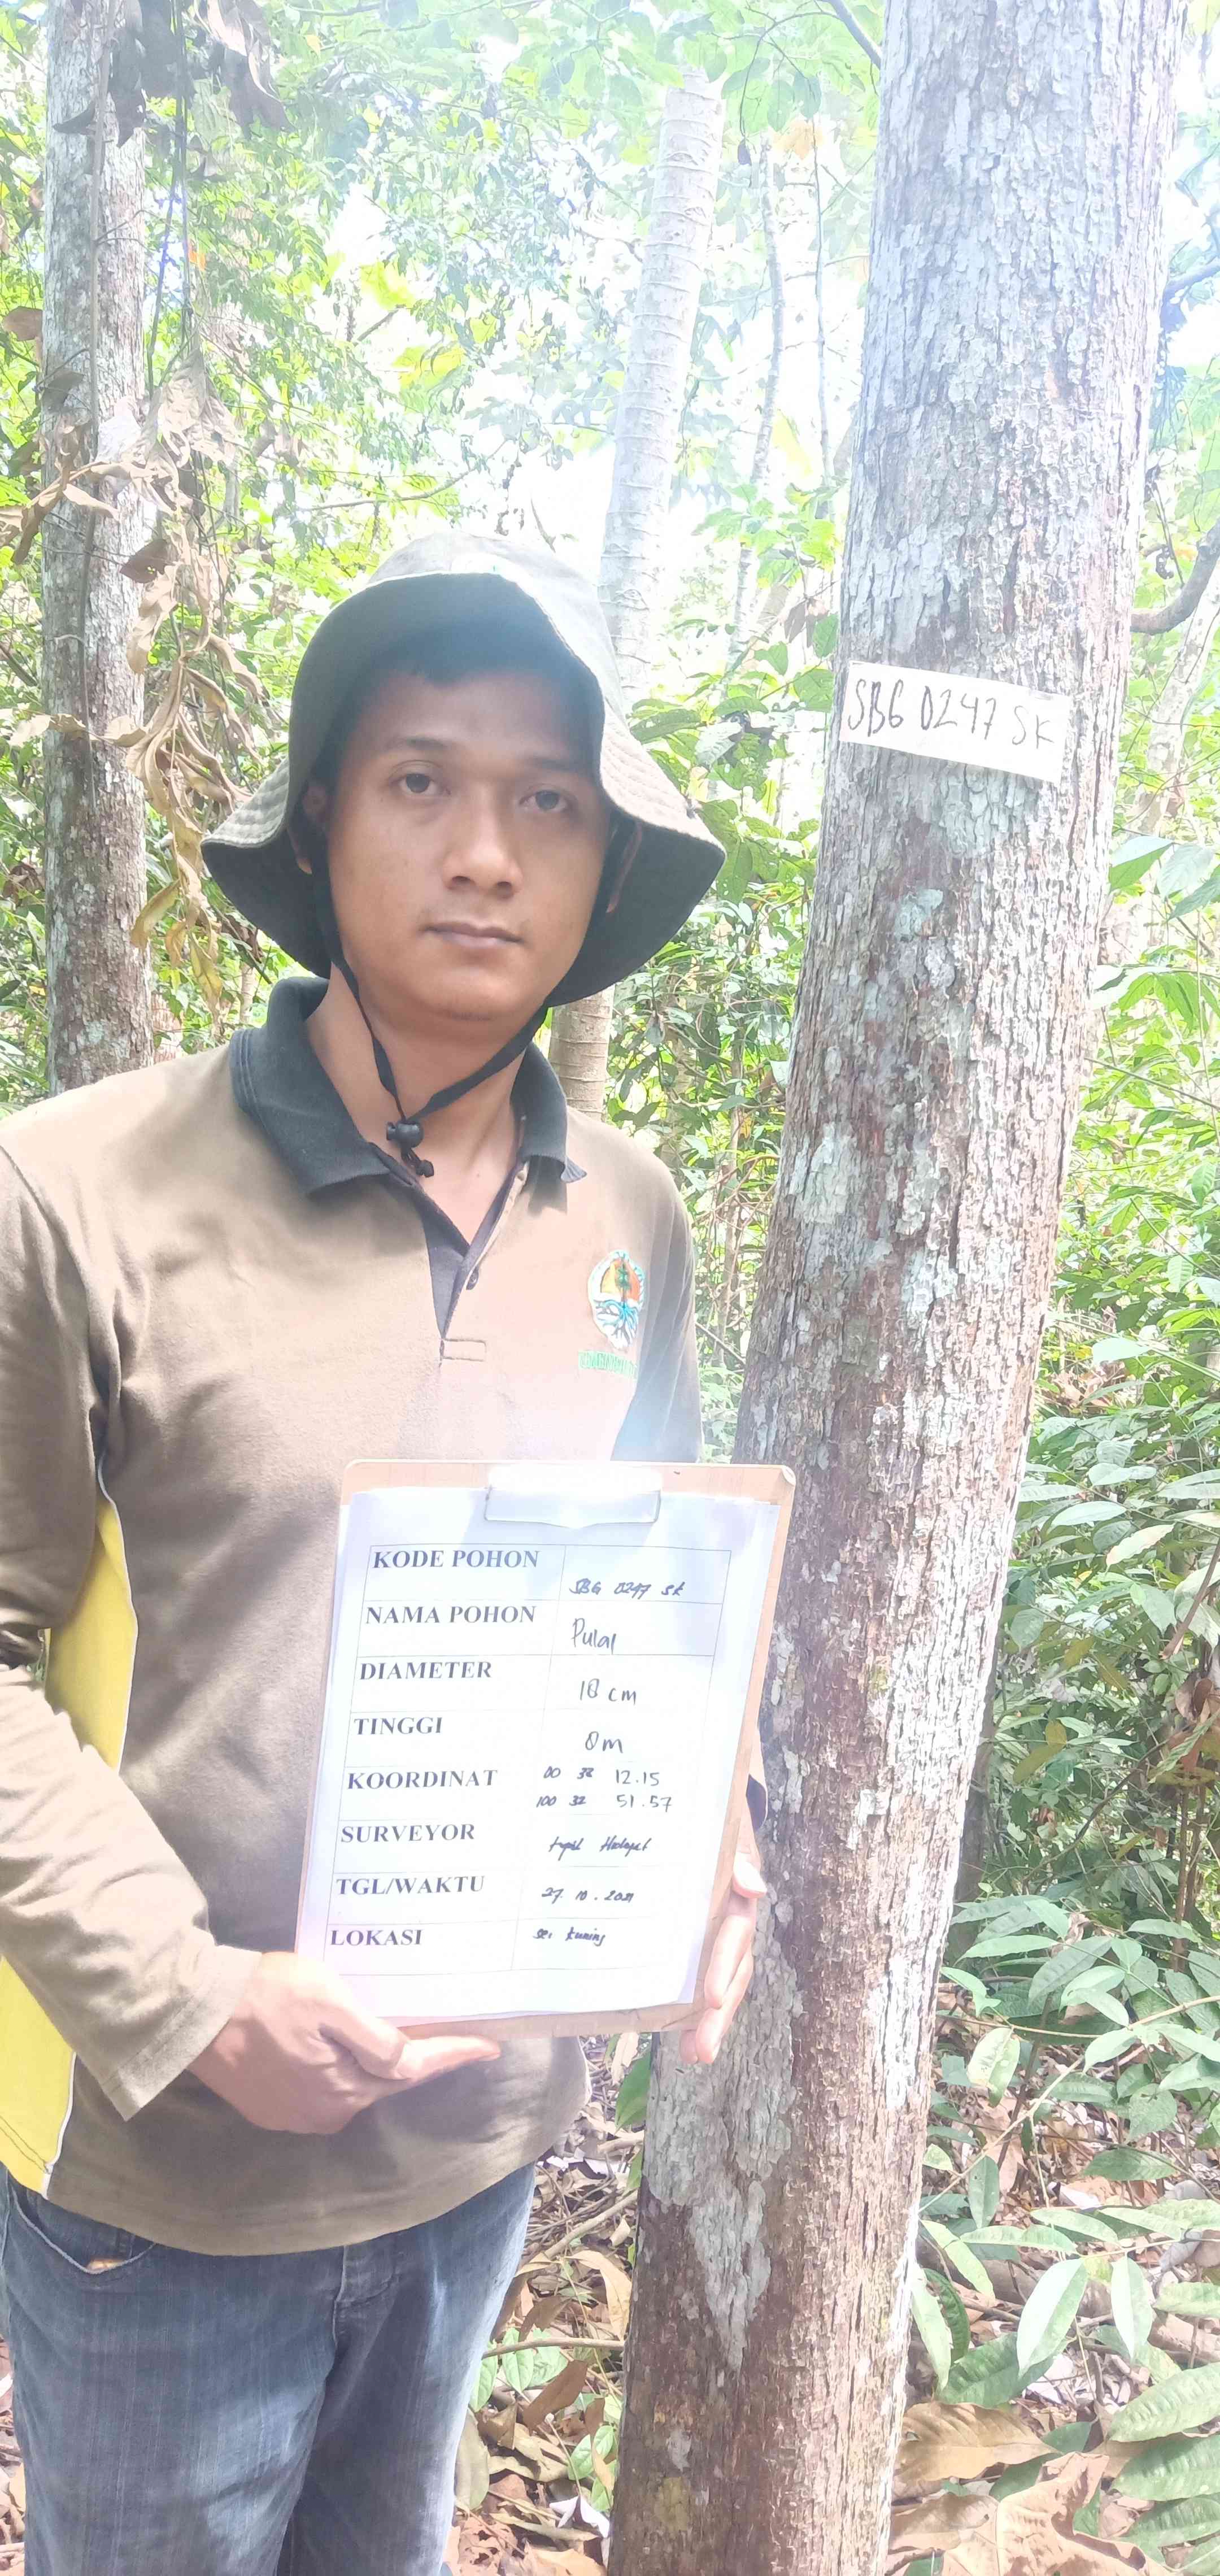 SBG 0247 SK
KODE POHON
SBG 0247 SK
NAMA POHON
Pulai
DIAMETER
18 cm
TINGGI
8m
KOORDINAT
00 38 12.15
100 32 51.57
SURVEYOR
TGL/WAKTU
27. 10. 2021
LOKASI
sei kuning